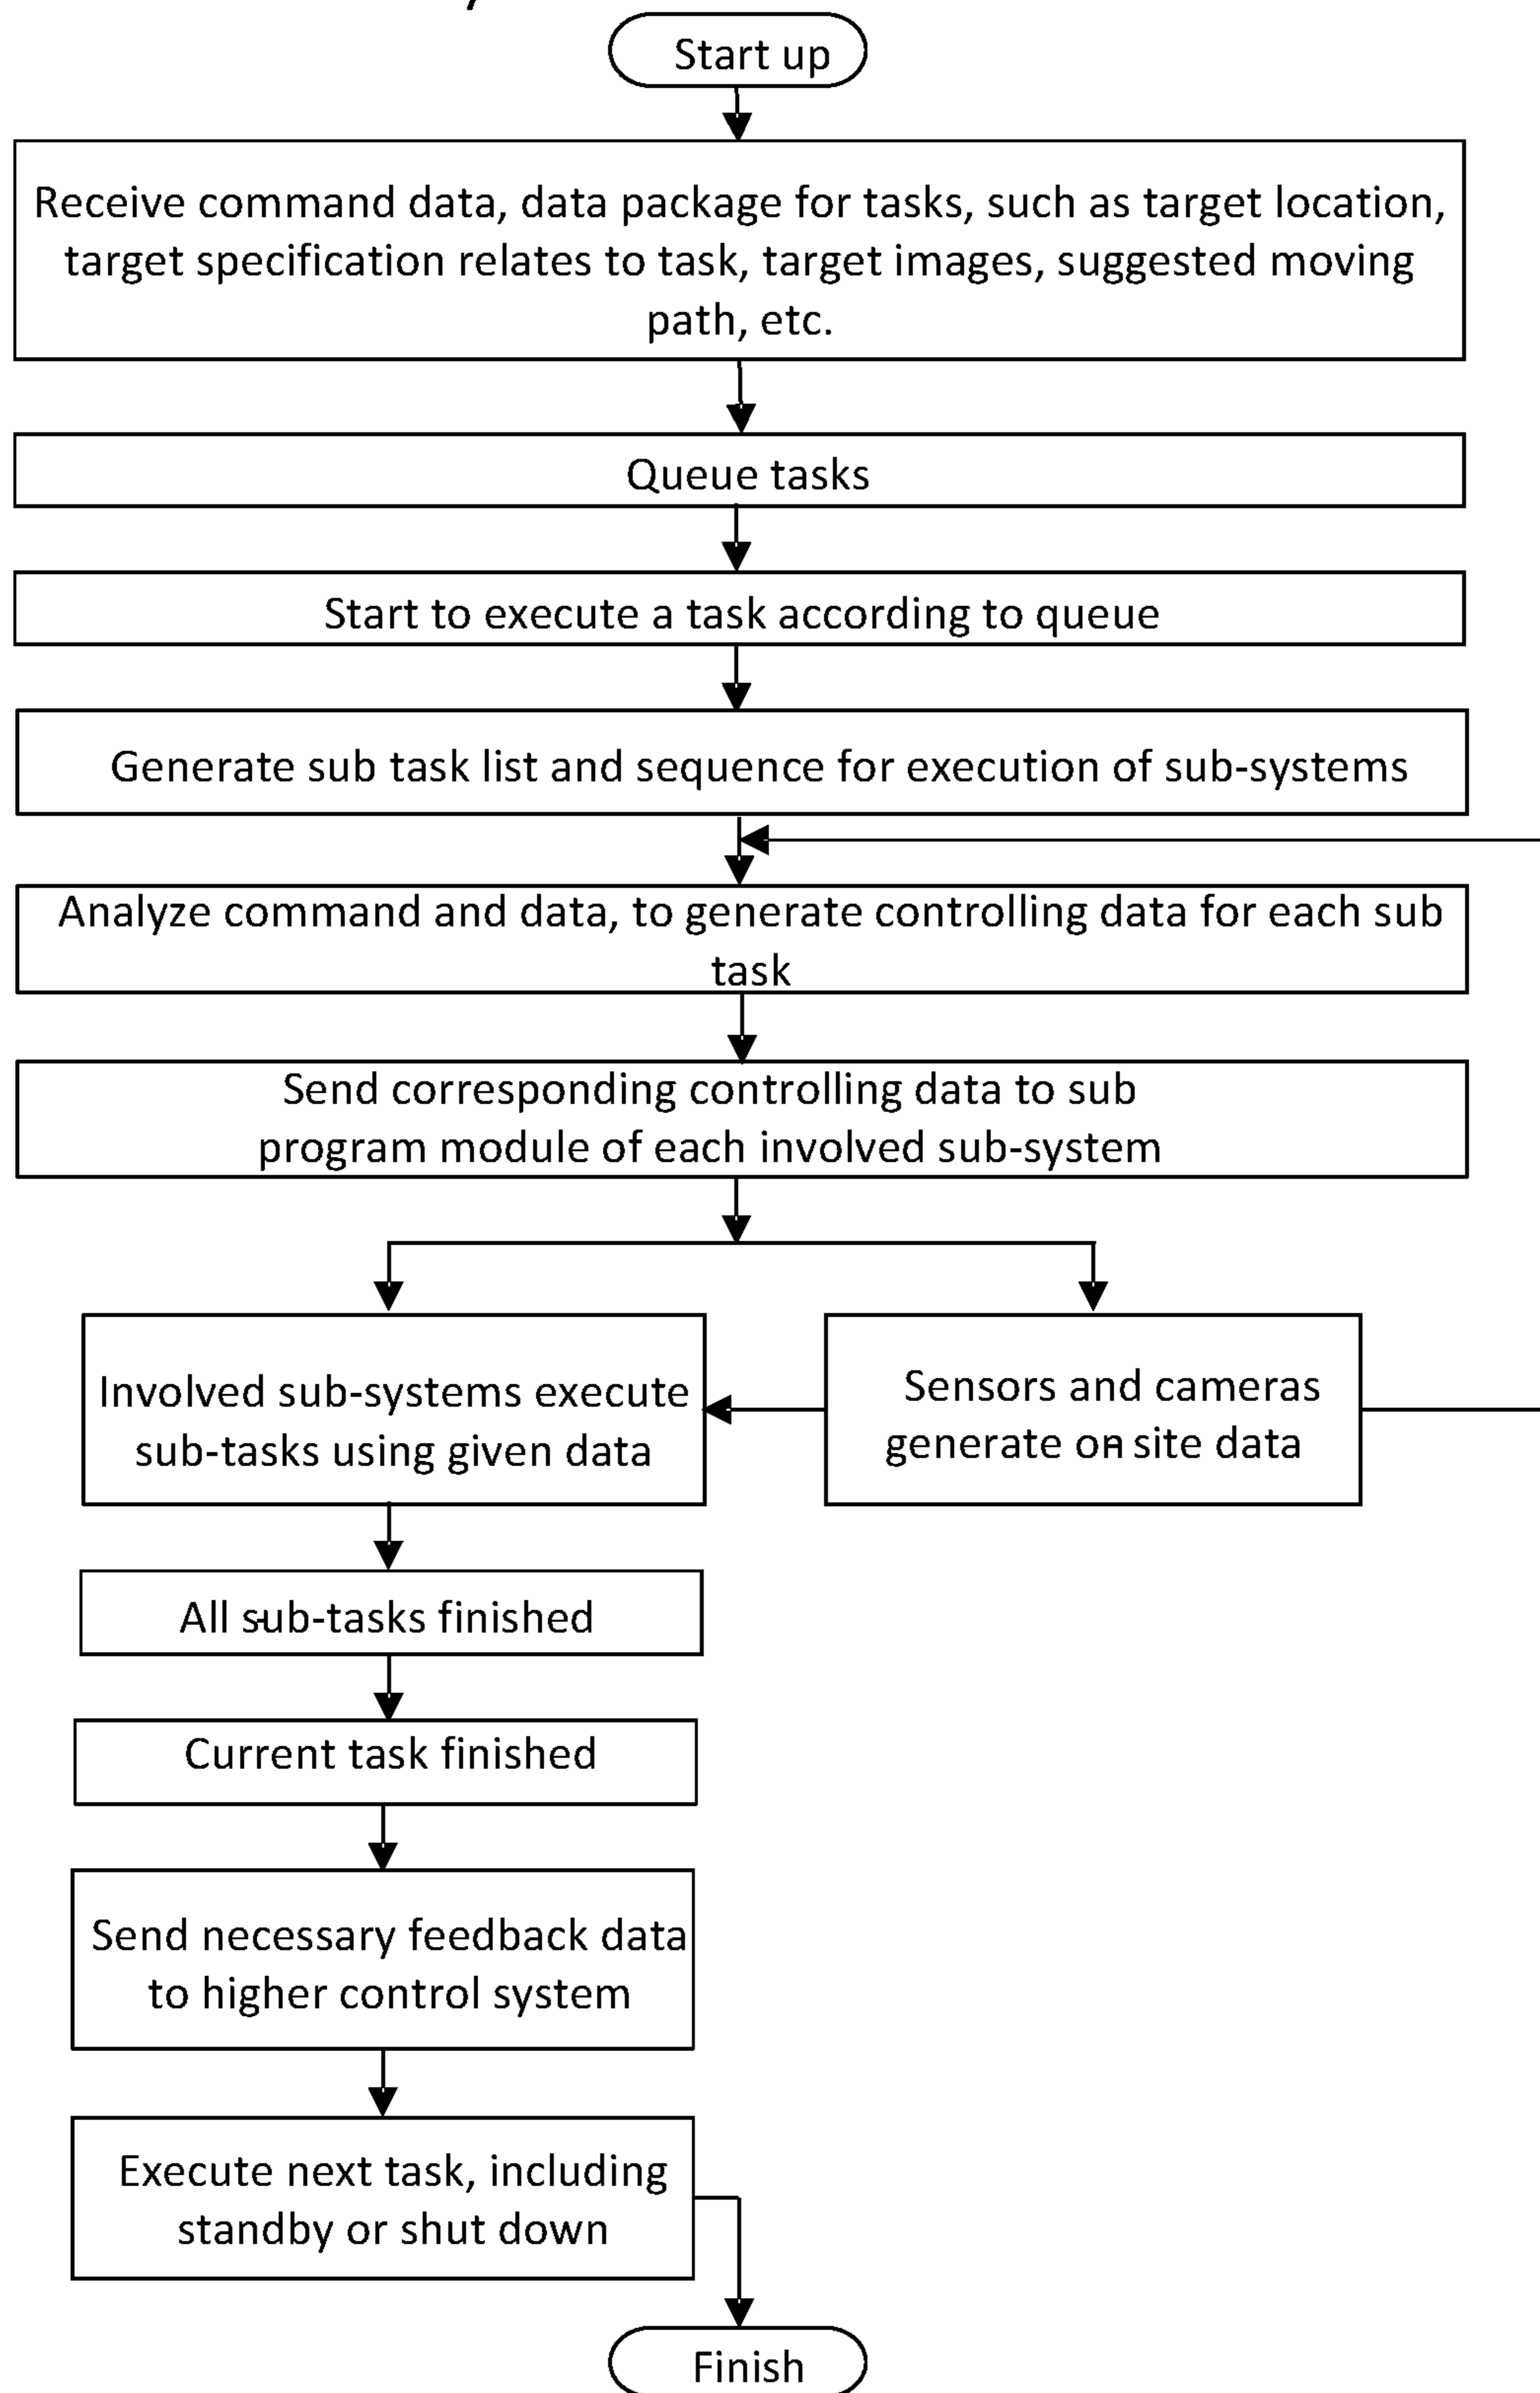 Start up
Receive command data, data package for tasks, such as target location,
target specification relates to task, target images, suggested moving
path, etc.
Queue tasks
Start to execute a task according to queue
Generate sub task list and sequence for execution of sub-systems
Analyze command and data, to generate controlling data for each sub
task
Send corresponding controlling data to sub
program module of each involved sub-system
Involved sub-systems execute
sub-tasks using given data
Sensors and cameras
generate on site data
All sub-tasks finished
Current task finished
Send necessary feedback data
to higher control system
Execute next task, including
standby or shut down
Finish